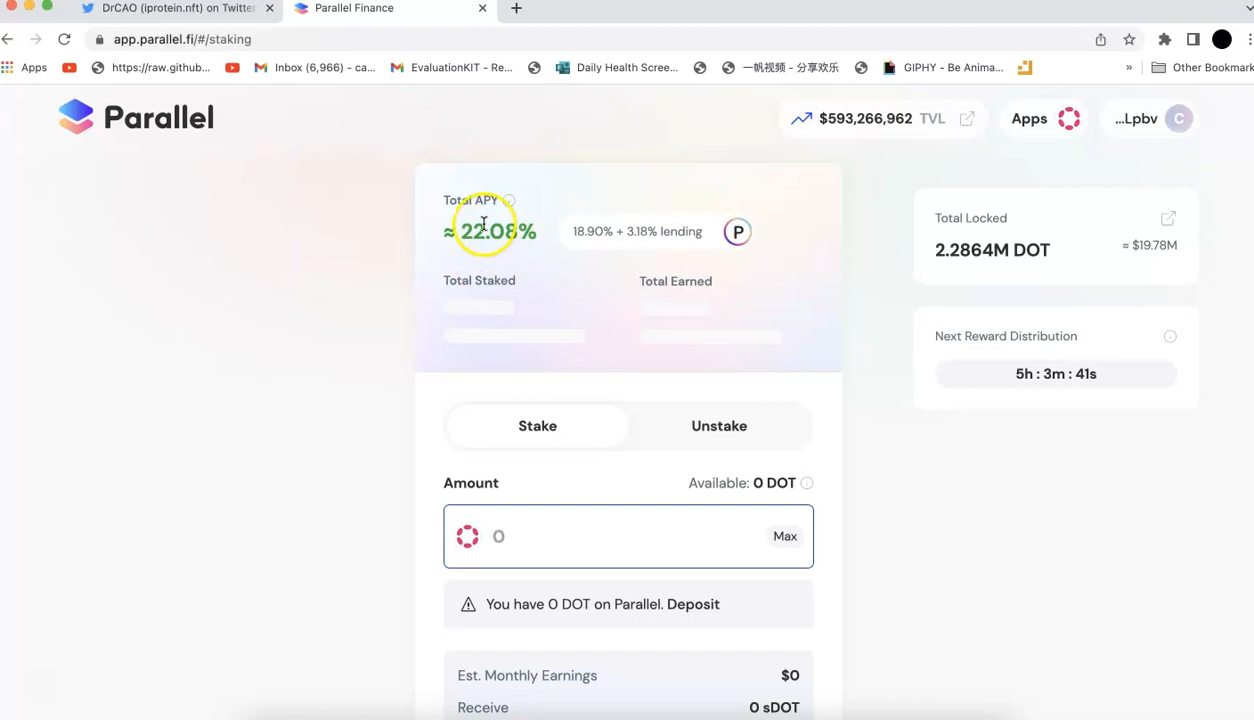 DrCAO (iprotein.nft) on Twitter
Parallel Finance
app.parallel.fi/#/staking
Apps
https://raw.github...
Inbox (6,966) – ca...
EvaluationKIT – Re...
Daily Health Scree...
一帆视频 - 分享欢乐
GIPHY - Be Anima...
»
Other Bookmark
Parallel
$593,266,962 TVL
Apps
...Lpbv C
Total APY
≈ 22.08%
18.90% + 3.18% lending
P
Total Staked
Total Earned
Total Locked
2.2864M DOT
≈ $19.78M
Next Reward Distribution
5h : 3m : 41s
Stake
Unstake
Amount
Available: 0 DOT
0
Max
You have 0 DOT on Parallel. Deposit
Est. Monthly Earnings
$0
Receive
0 sDOT